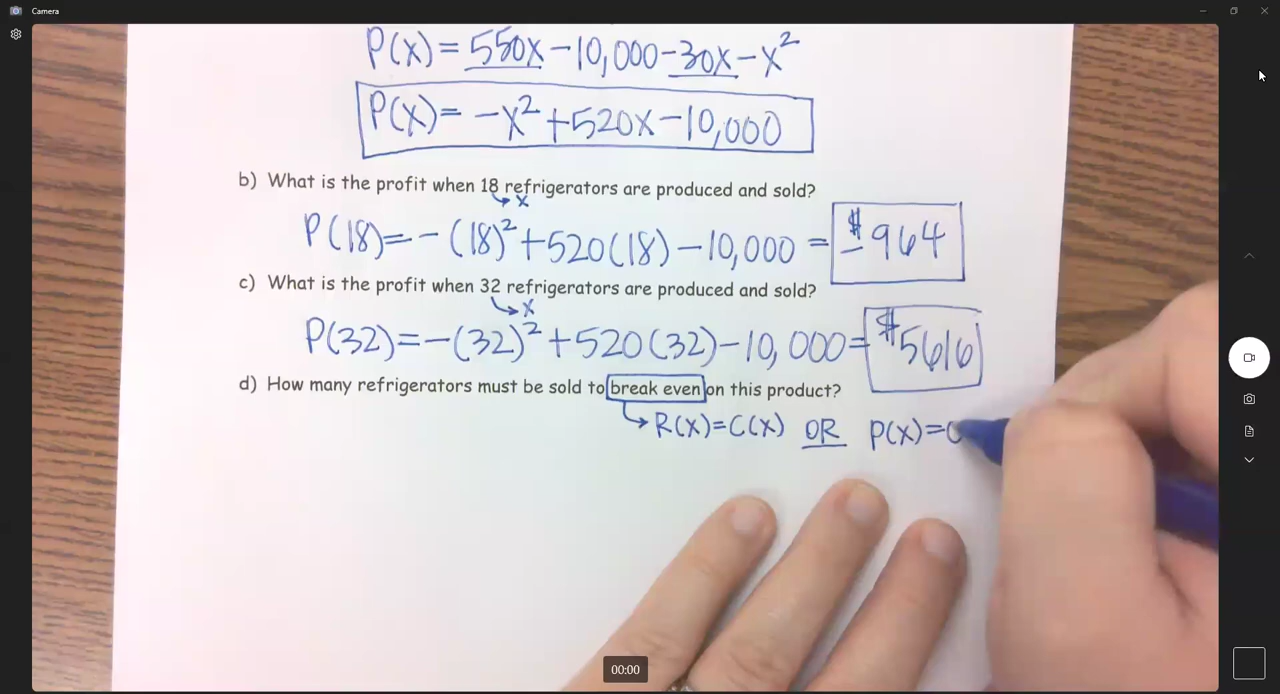 Camera
P(x) = 550x - 10,000 - 30x - x²
P(x) = -x² + 520x - 10,000
b) What is the profit when 18 refrigerators are produced and sold?
→ x
P(18) = -(18)² + 520(18) - 10,000 = $-964
c) What is the profit when 32 refrigerators are produced and sold?
→ x
P(32) = -(32)² + 520(32) - 10,000 = $5616
d) How many refrigerators must be sold to break even on this product?
→ R(x) = C(x) OR P(x) = 0
00:00